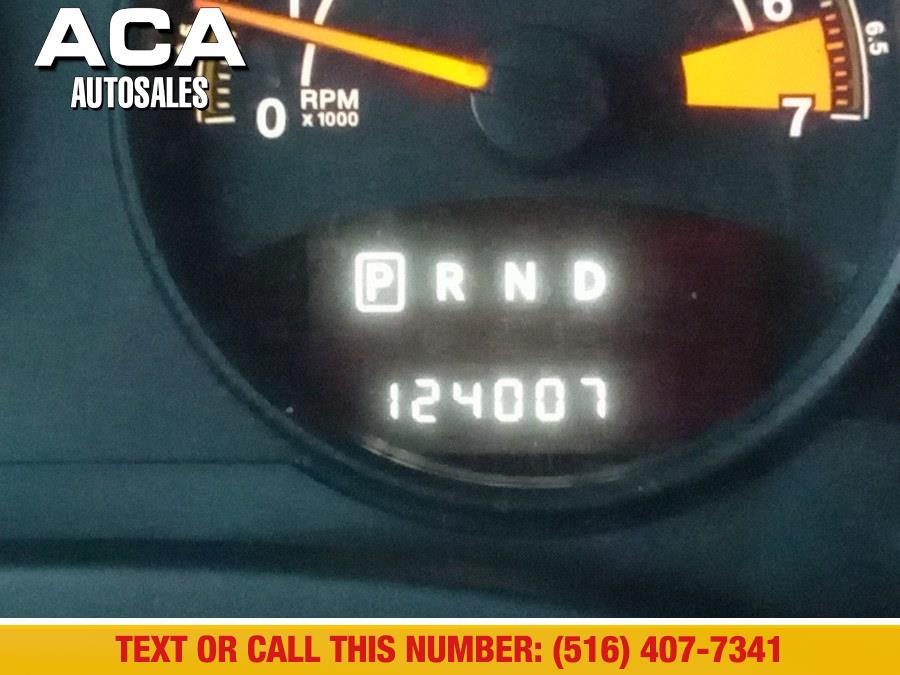 ACA
AUTOSALES
6
6.5
0
RPM
x 1000
7
P R N D
124007
TEXT OR CALL THIS NUMBER: (516) 407-7341